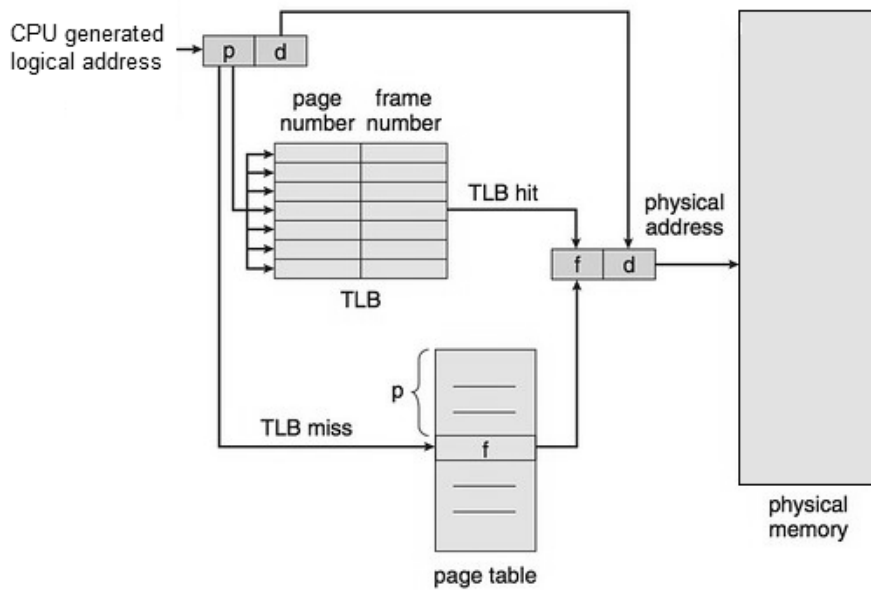 CPU generated
logical address
p d
page
number
frame
number
TLB hit
physical
address
f d
TLB
p
TLB miss
f
page table
physical
memory